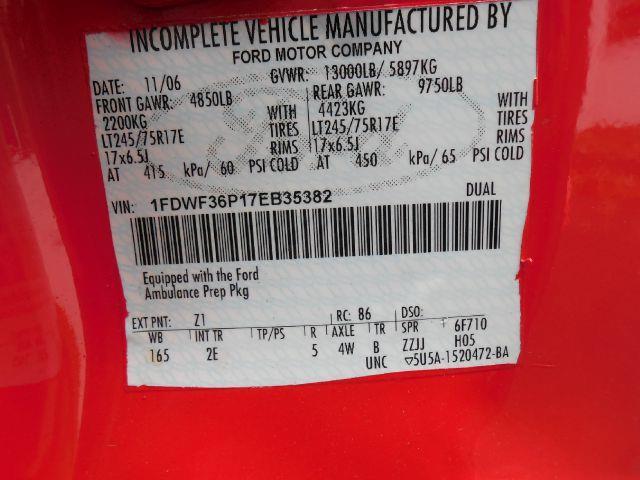 INCOMPLETE VEHICLE MANUFACTURED BY
FORD MOTOR COMPANY
DATE: 11/06 GVWR: 13000LB/ 5897KG
FRONT GAWR: 4850LB REAR GAWR: 9750LB
2200KG WITH 4423KG WITH
LT245/75R17E TIRES LT245/75R17E TIRES
17x6.5J RIMS 17x6.5J RIMS
AT 415 kPa/ 60 PSI COLD AT 450 kPa/ 65 PSI COLD
VIN: 1FDWF36P17EB35382 DUAL
Equipped with the Ford
Ambulance Prep Pkg
EXT PNT: Z1 RC: 86 DSO:
WB INT TR TP/PS R AXLE TR SPR 6F710
165 2E 5 4W B ZZJJ H05
UNC ▽5U5A-1520472-BA